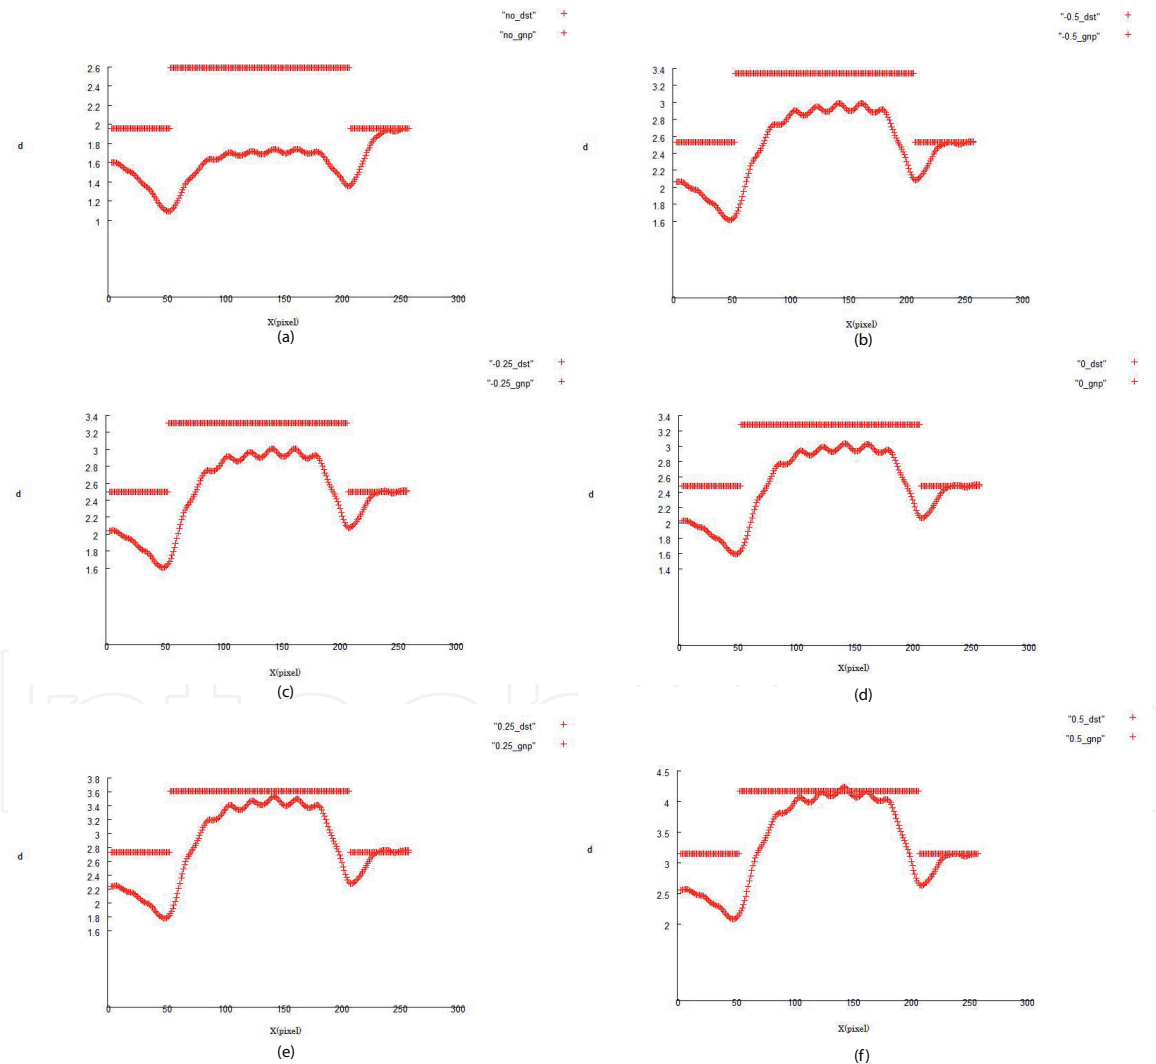 "no_dst" +
"no_gnp" +
2.6
2.4
2.2
2
1.8
1.6
1.4
1.2
1
d
0 50 100 150 200 250 300
X(pixel)
(a)
"-0.5_dst" +
"-0.5_gnp" +
3.4
3.2
3
2.8
2.6
2.4
2.2
2
1.8
1.6
d
0 50 100 150 200 250 300
X(pixel)
(b)
"-0.25_dst" +
"-0.25_gnp" +
3.4
3.2
3
2.8
2.6
2.4
2.2
2
1.8
1.6
d
0 50 100 150 200 250 300
X(pixel)
(c)
"0_dst" +
"0_gnp" +
3.4
3.2
3
2.8
2.6
2.4
2.2
2
1.8
1.6
1.4
d
0 50 100 150 200 250 300
X(pixel)
(d)
"0.25_dst" +
"0.25_gnp" +
3.8
3.6
3.4
3.2
3
2.8
2.6
2.4
2.2
2
1.8
1.6
d
0 50 100 150 200 250 300
X(pixel)
(e)
"0.5_dst" +
"0.5_gnp" +
4.5
4
3.5
3
2.5
2
d
0 50 100 150 200 250 300
X(pixel)
(f)